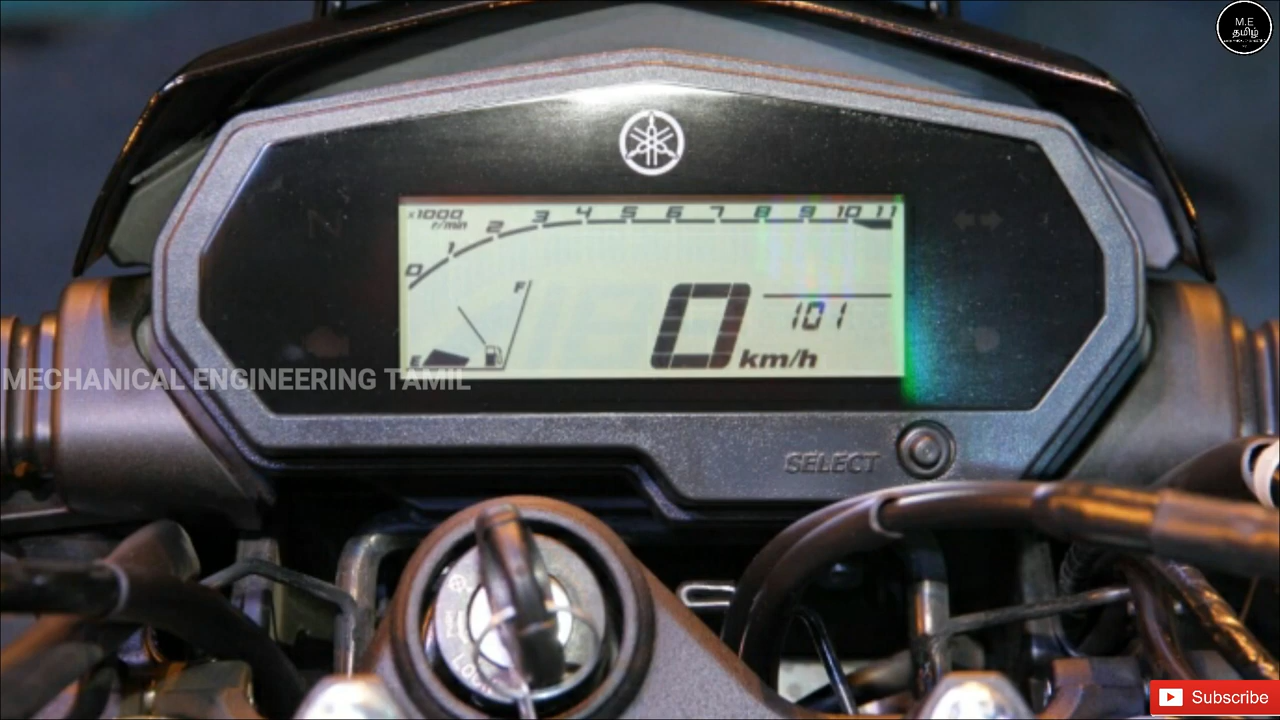 M.E
தமிழ்
x1000
r/min
0 1 2 3 4 5 6 7 8 9 10 11
N
F
E
0 km/h
101
MECHANICAL ENGINEERING TAMIL
SELECT
LOCK
Subscribe